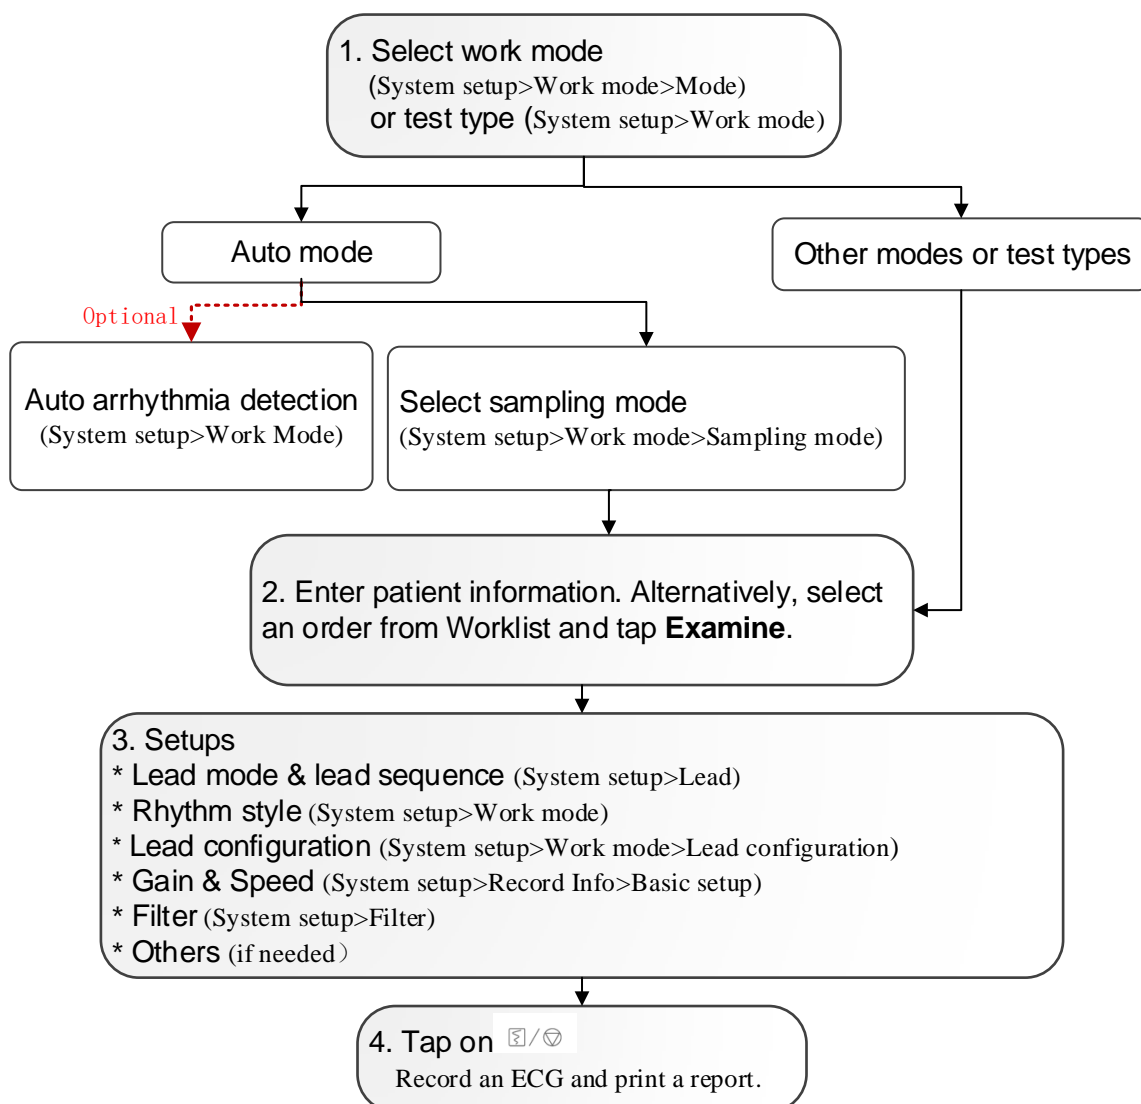 1. Select work mode
(System setup>Work mode>Mode)
or test type (System setup>Work mode)
Auto mode
Other modes or test types
Optional
Auto arrhythmia detection
(System setup>Work Mode)
Select sampling mode
(System setup>Work mode>Sampling mode)
2. Enter patient information. Alternatively, select
an order from Worklist and tap Examine.
3. Setups
* Lead mode & lead sequence (System setup>Lead)
* Rhythm style (System setup>Work mode)
* Lead configuration (System setup>Work mode>Lead configuration)
* Gain & Speed (System setup>Record Info>Basic setup)
* Filter (System setup>Filter)
* Others (if needed）
4. Tap on /
Record an ECG and print a report.